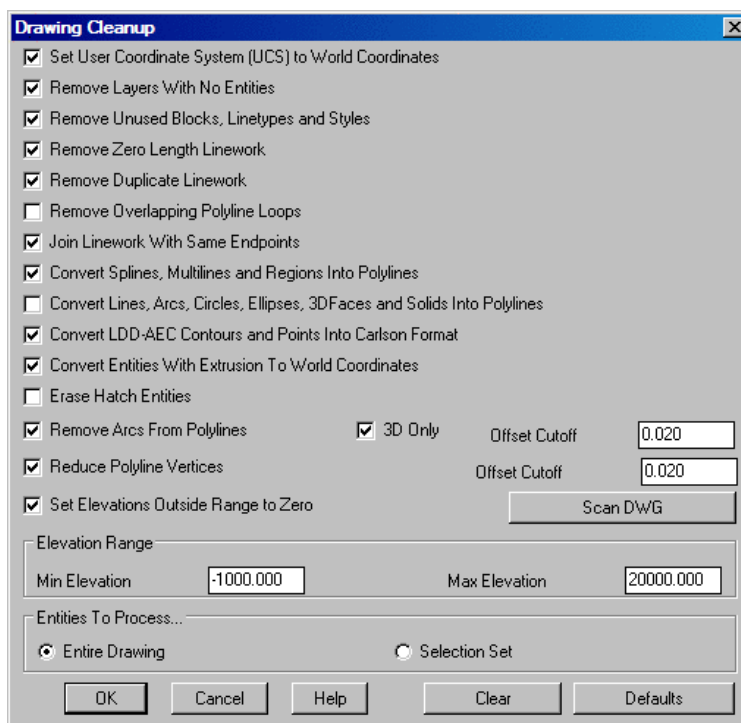 Drawing Cleanup
Set User Coordinate System (UCS) to World Coordinates
Remove Layers With No Entities
Remove Unused Blocks, Linetypes and Styles
Remove Zero Length Linework
Remove Duplicate Linework
Remove Overlapping Polyline Loops
Join Linework With Same Endpoints
Convert Splines, Multilines and Regions Into Polylines
Convert Lines, Arcs, Circles, Ellipses, 3DFaces and Solids Into Polylines
Convert LDD-AEC Contours and Points Into Carlson Format
Convert Entities With Extrusion To World Coordinates
Erase Hatch Entities
Remove Arcs From Polylines 3D Only Offset Cutoff 0.020
Reduce Polyline Vertices Offset Cutoff 0.020
Set Elevations Outside Range to Zero Scan DWG
Elevation Range
Min Elevation -1000.000 Max Elevation 20000.000
Entities To Process...
Entire Drawing Selection Set
OK Cancel Help Clear Defaults